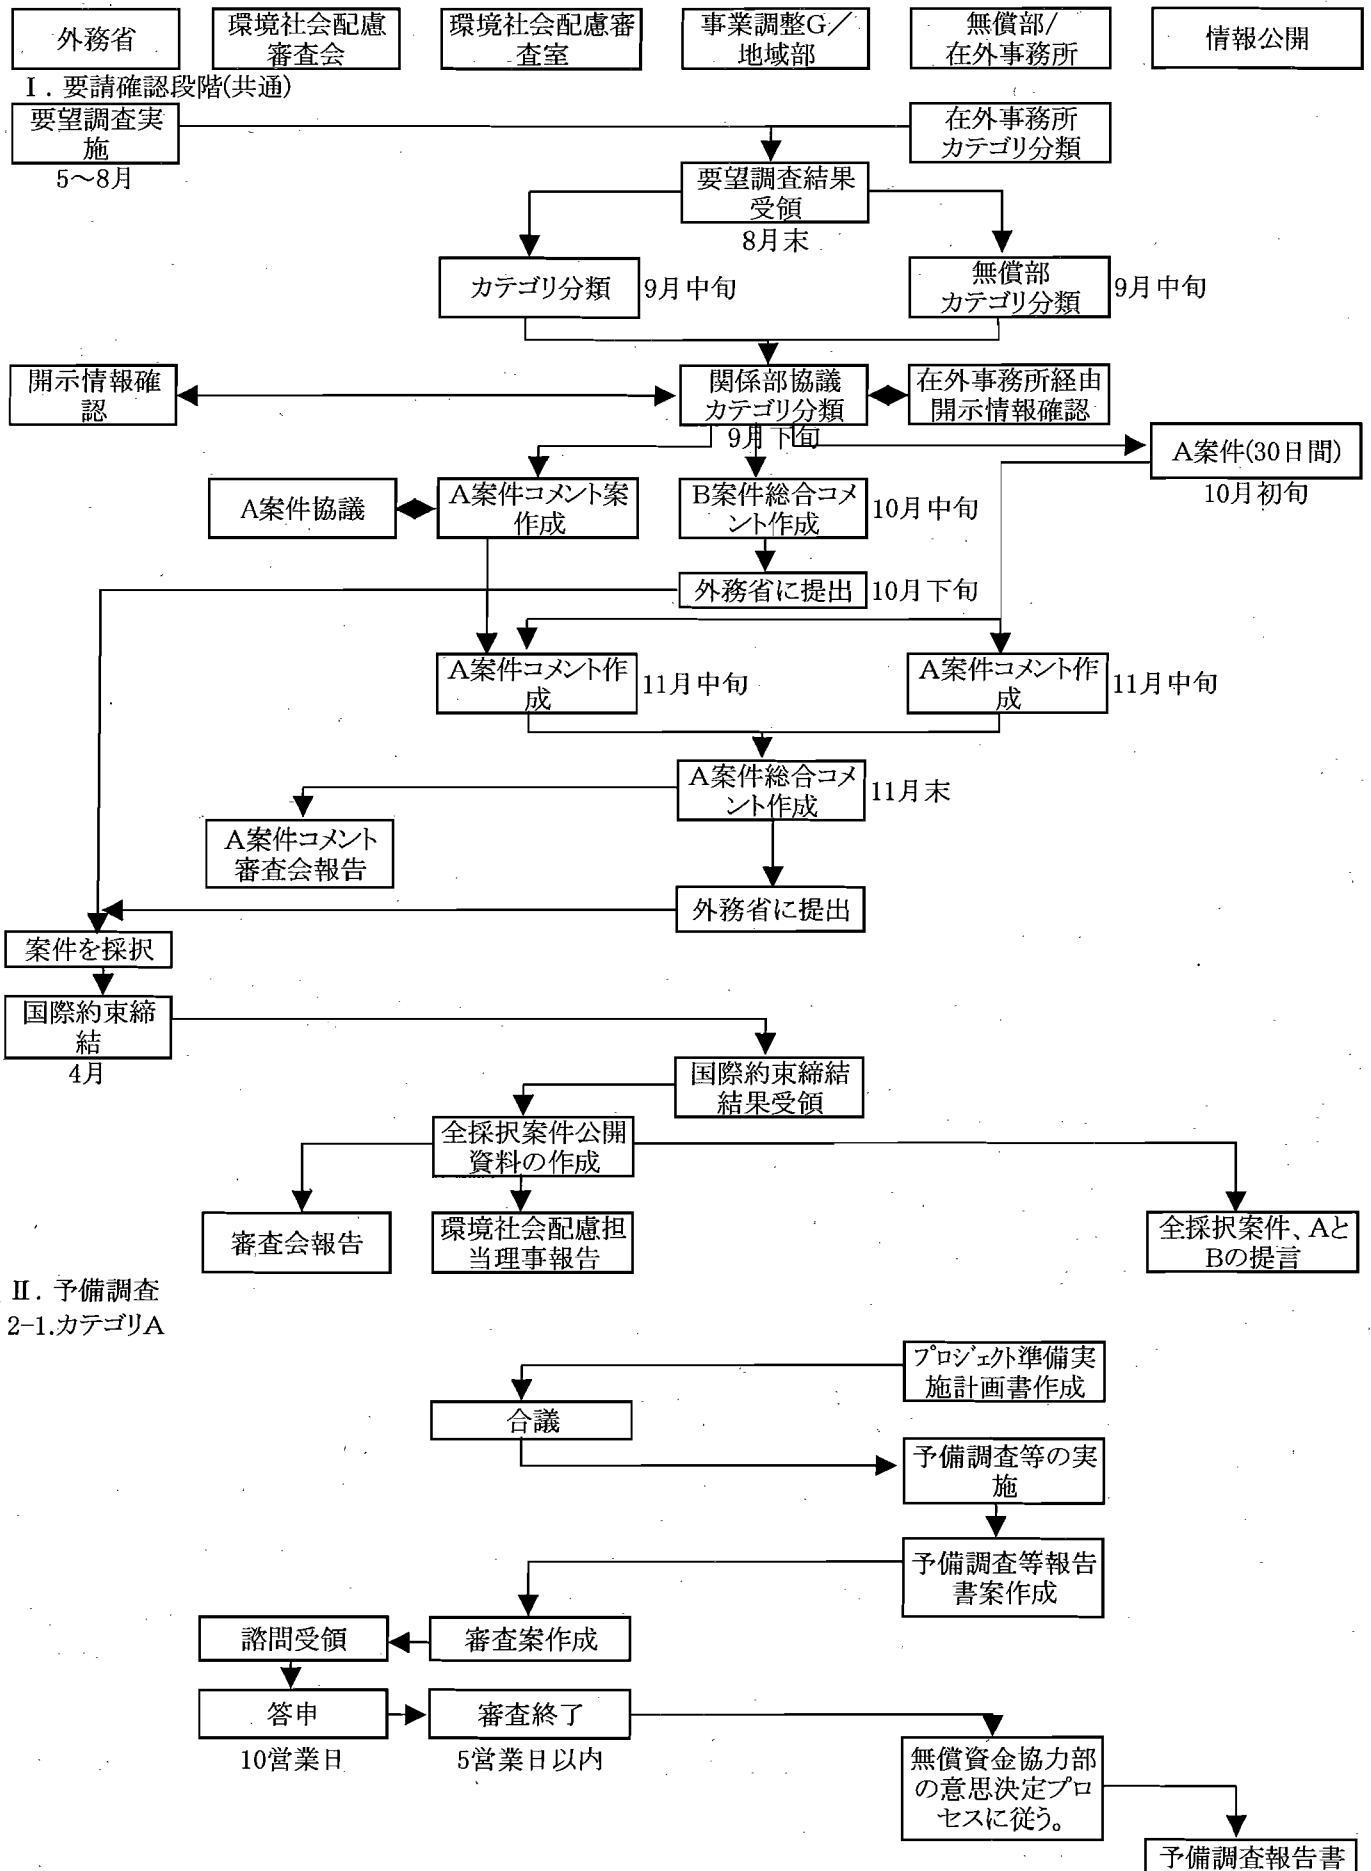 外務省
環境社会配慮
審査会
環境社会配慮審
査室
事業調整G／
地域部
無償部/
在外事務所
情報公開
Ⅰ. 要請確認段階(共通)
要望調査実
施
5～8月
在外事務所
カテゴリ分類
要望調査結果
受領
8月末
カテゴリ分類
9月中旬
無償部
カテゴリ分類
9月中旬
開示情報確
認
関係部協議
カテゴリ分類
9月下旬
在外事務所経由
開示情報確認
A案件(30日間)
10月初旬
A案件協議
A案件コメント案
作成
B案件総合コメ
ント作成
10月中旬
外務省に提出
10月下旬
A案件コメント作
成
11月中旬
A案件コメント作
成
11月中旬
A案件総合コメ
ント作成
11月末
A案件コメント
審査会報告
外務省に提出
案件を採択
国際約束締
結
4月
国際約束締結
結果受領
全採択案件公開
資料の作成
審査会報告
環境社会配慮担
当理事報告
全採択案件、Aと
Bの提言
Ⅱ. 予備調査
2-1.カテゴリA
プロジェクト準備実
施計画書作成
合議
予備調査等の実
施
予備調査等報告
書案作成
諮問受領
審査案作成
答申
10営業日
審査終了
5営業日以内
無償資金協力部
の意思決定プロ
セスに従う。
予備調査報告書